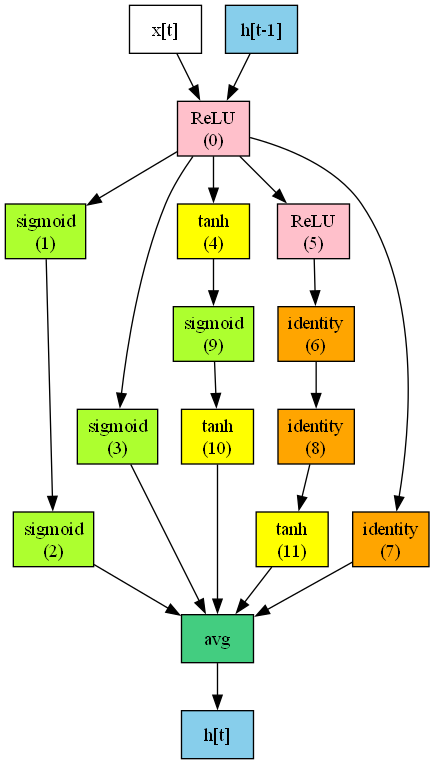 x[t]
h[t-1]
ReLU
(0)
sigmoid
(1)
tanh
(4)
ReLU
(5)
sigmoid
(9)
identity
(6)
sigmoid
(3)
tanh
(10)
identity
(8)
sigmoid
(2)
tanh
(11)
identity
(7)
avg
h[t]